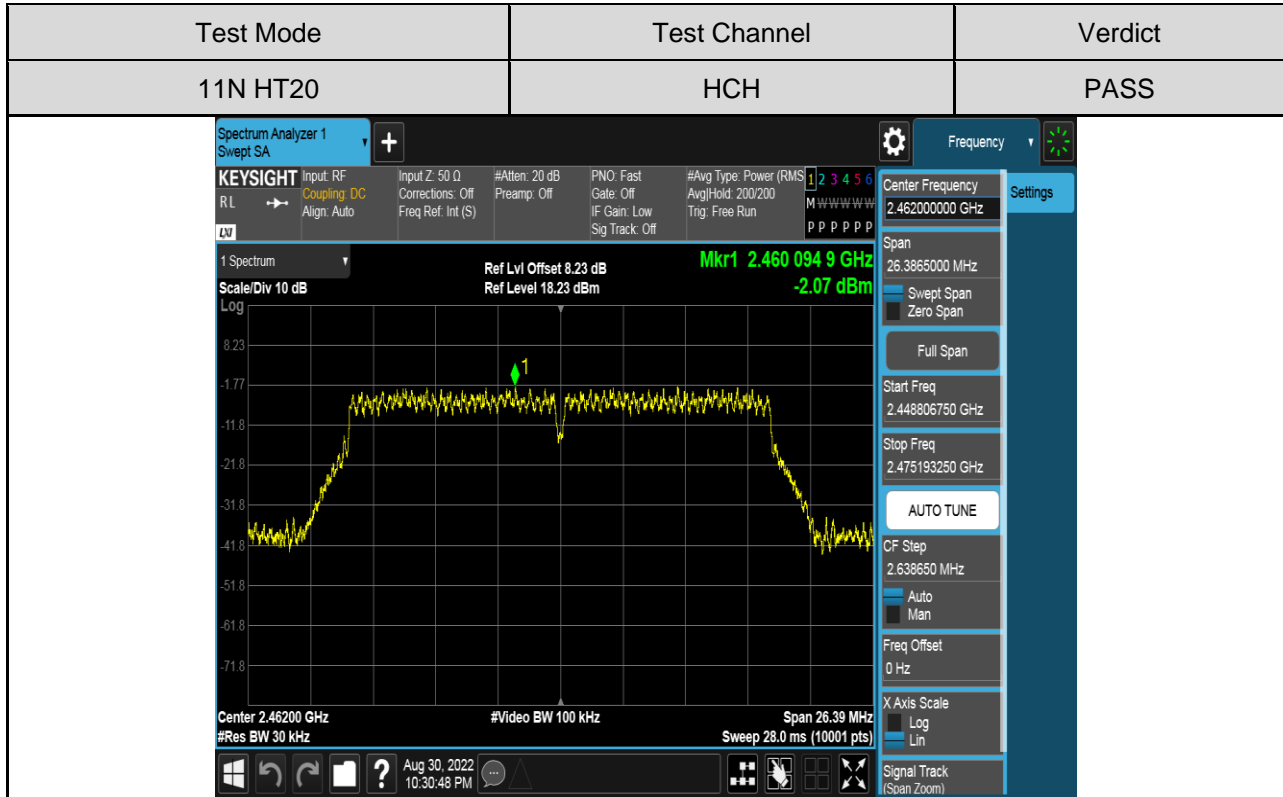 Test Mode Test Channel Verdict
11N HT20 HCH PASS
Spectrum Analyzer 1
Swept SA
+
Frequency
KEYSIGHT
RL
LXI
Input: RF
Coupling: DC
Align: Auto
Input Z: 50 Ω
Corrections: Off
Freq Ref: Int (S)
#Atten: 20 dB
Preamp: Off
PNO: Fast
Gate: Off
IF Gain: Low
Sig Track: Off
#Avg Type: Power (RMS
Avg|Hold: 200/200
Trig: Free Run
1 2 3 4 5 6
M W W W W W
P P P P P P
1 Spectrum
Scale/Div 10 dB
Log
Ref Lvl Offset 8.23 dB
Ref Level 18.23 dBm
Mkr1 2.460 094 9 GHz
-2.07 dBm
1
8.23
-1.77
-11.8
-21.8
-31.8
-41.8
-51.8
-61.8
-71.8
Center 2.46200 GHz
#Res BW 30 kHz
#Video BW 100 kHz
Span 26.39 MHz
Sweep 28.0 ms (10001 pts)
?
Aug 30, 2022
10:30:48 PM
Center Frequency
2.462000000 GHz
Settings
Span
26.3865000 MHz
Swept Span
Zero Span
Full Span
Start Freq
2.448806750 GHz
Stop Freq
2.475193250 GHz
AUTO TUNE
CF Step
2.638650 MHz
Auto
Man
Freq Offset
0 Hz
X Axis Scale
Log
Lin
Signal Track
(Span Zoom)